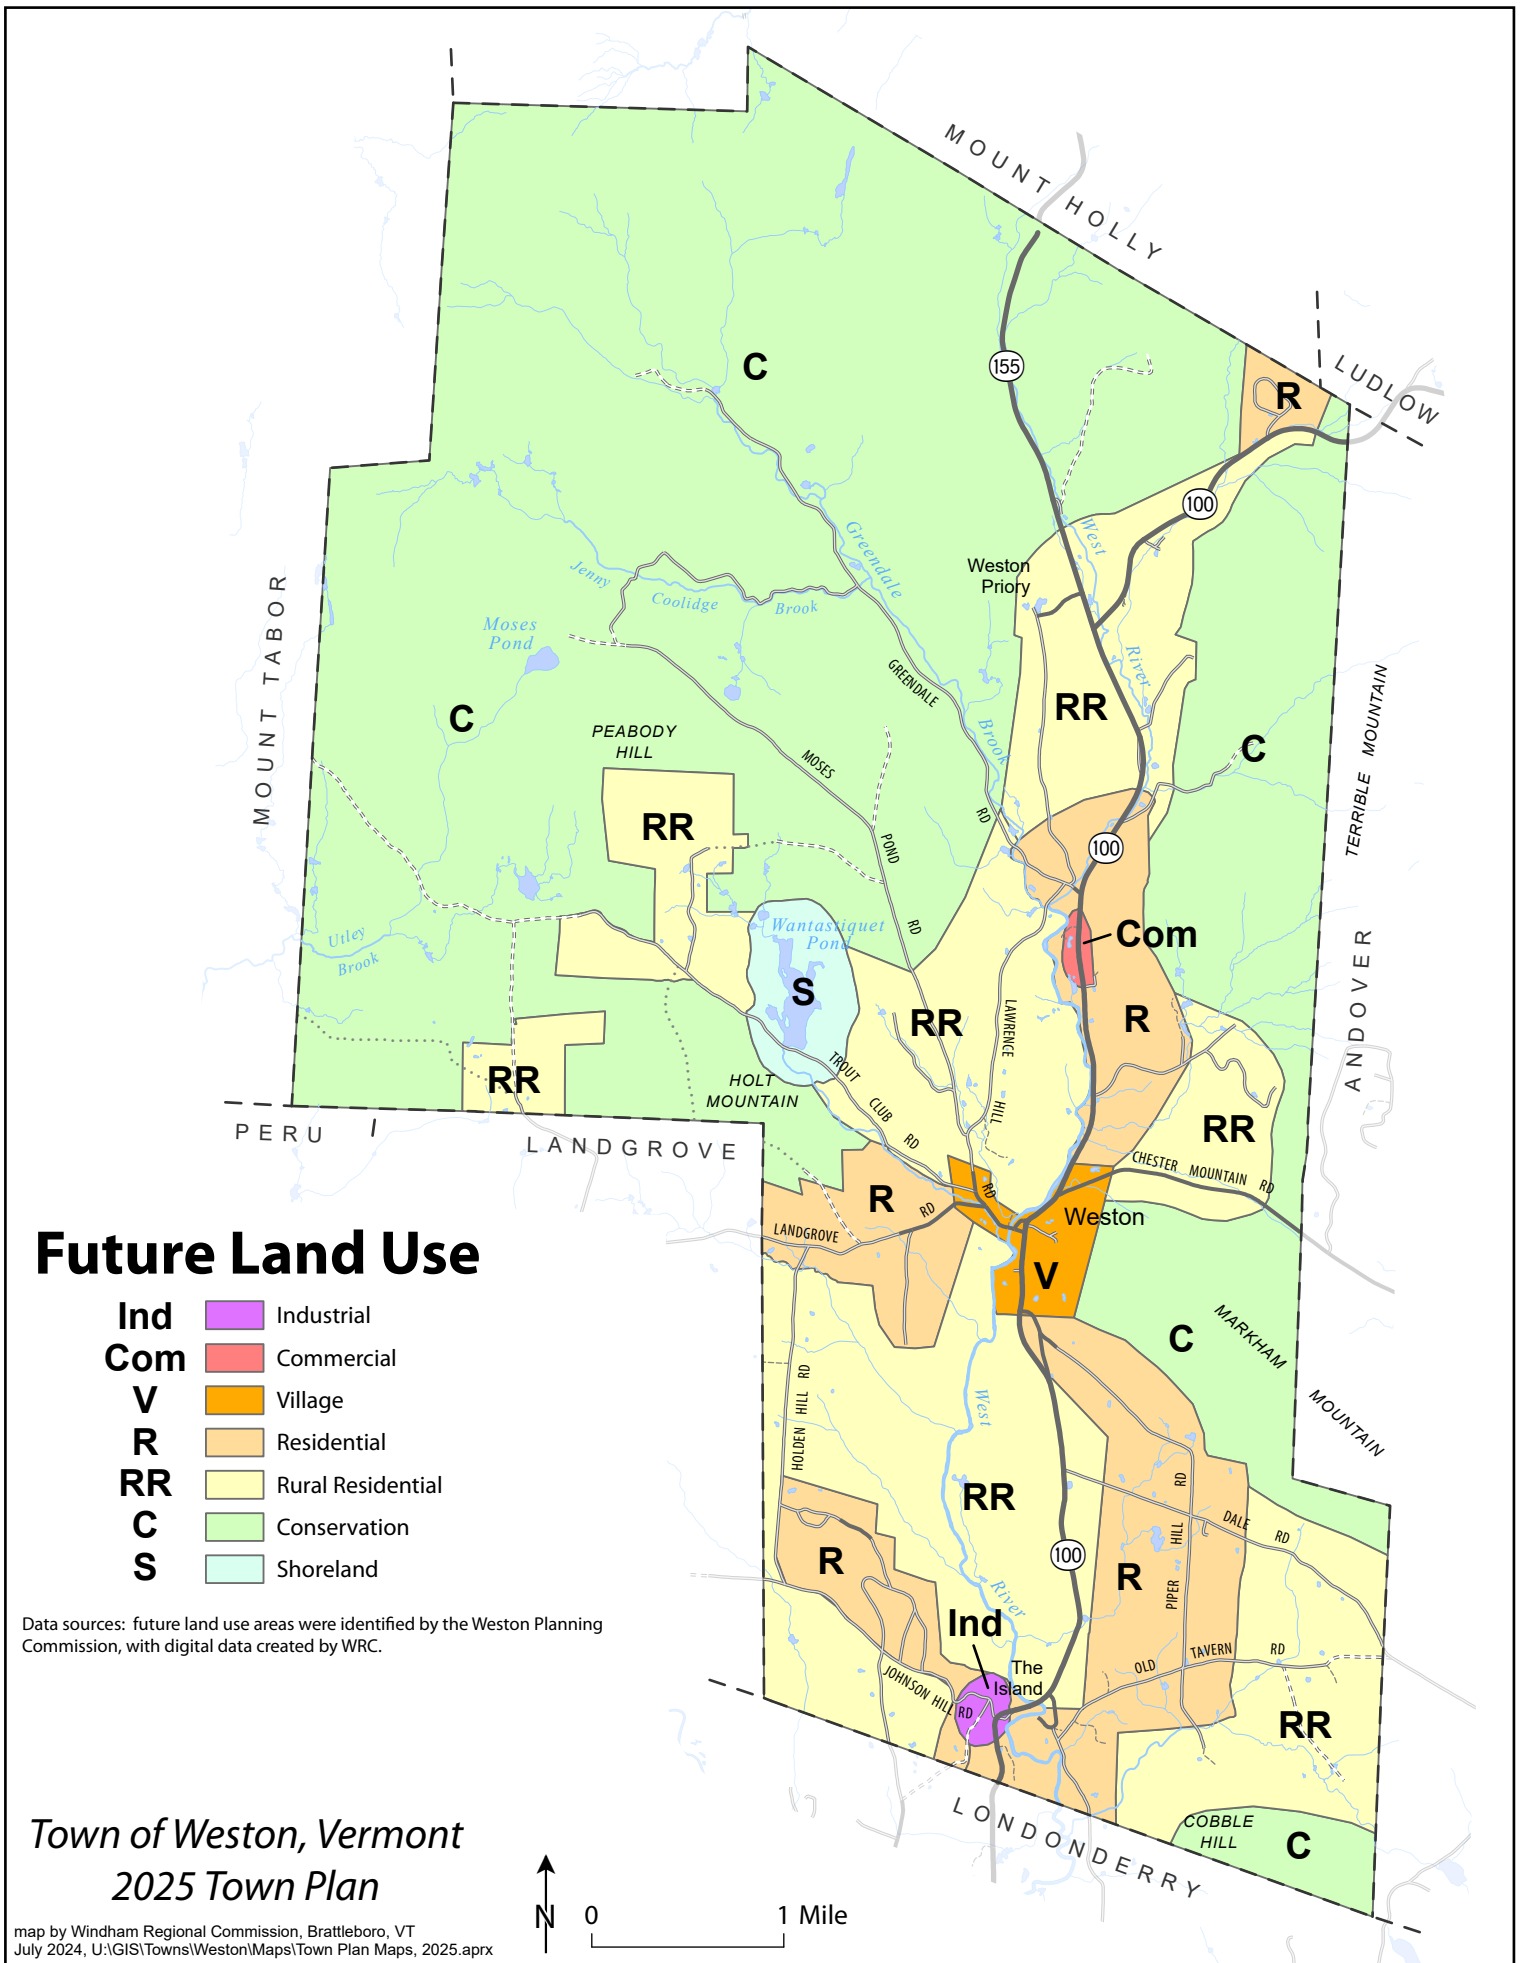 MOUNT HOLLY
LUDLOW
155
C
R
100
Greendale
West
Weston
Priory
Jenny
Coolidge
Brook
Moses
Pond
River
GREENDALE
MOUNT TABOR
C
RR
PEABODY
HILL
Brook
C
TERRIBLE MOUNTAIN
MOSES
RR
RD
POND
100
RD
Wantastiquet
Pond
Com
Utley
Brook
S
RR
LAWRENCE
R
ANDOVER
RR
TROUT
HOLT
MOUNTAIN
CLUB
HILL
RR
PERU
LANDGROVE
RD
CHESTER MOUNTAIN RD
R
RD
RD
Weston
LANDGROVE
V
Future Land Use
Ind
Industrial
Com
Commercial
V
Village
R
Residential
RR
Rural Residential
C
Conservation
S
Shoreland
C
MARKHAM
MOUNTAIN
HOLDEN HILL RD
West
RR
RD
DALE RD
HILL
100
R
R
PIPER
River
Ind
Data sources: future land use areas were identified by the Weston Planning
Commission, with digital data created by WRC.
The
Island
OLD TAVERN RD
JOHNSON HILL RD
RR
LONDONDERRY
COBBLE
HILL
C
Town of Weston, Vermont
2025 Town Plan
N
0
1 Mile
map by Windham Regional Commission, Brattleboro, VT
July 2024, U:\GIS\Towns\Weston\Maps\Town Plan Maps, 2025.aprx